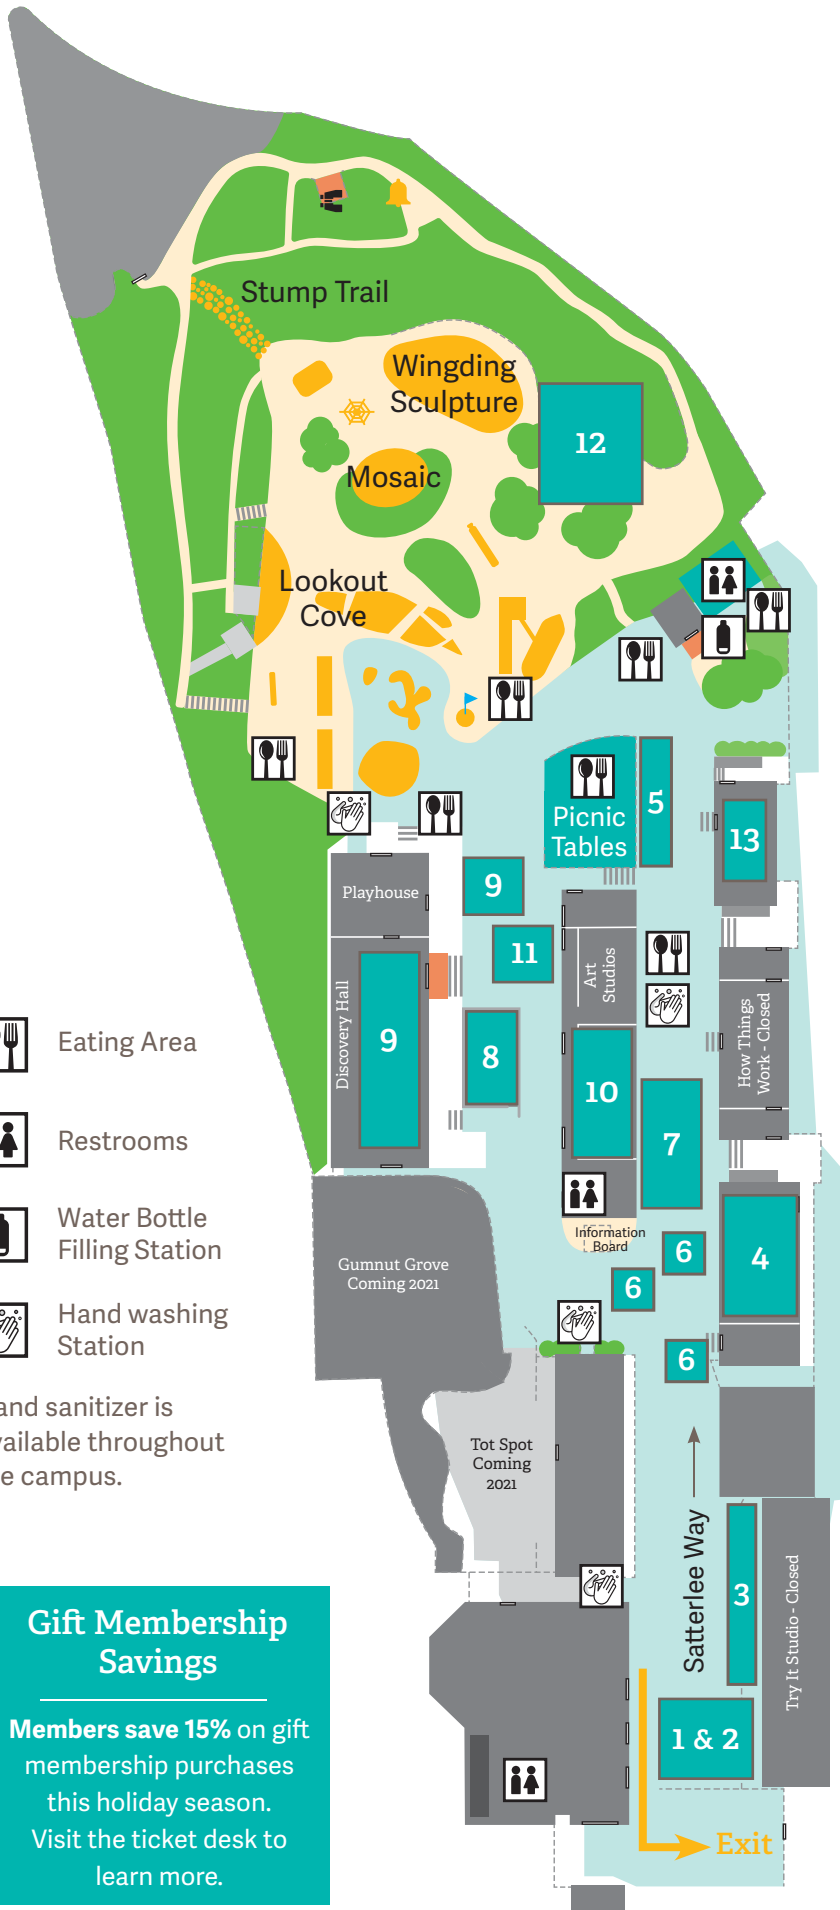 Stump Trail
Wingding
Sculpture
12
Mosaic
Lookout
Cove
Picnic
Tables
5
13
Playhouse
9
11
Art
Studios
Discovery Hall
9
8
10
How Things
Work - Closed
7
Eating Area
Restrooms
Water Bottle
Filling Station
Hand washing
Station
and sanitizer is
vailable throughout
e campus.
Information
Board
Gumnut Grove
Coming 2021
6
6
4
6
Tot Spot
Coming
2021
Satterlee Way
3
Try It Studio - Closed
1 & 2
Exit
Gift Membership
Savings
Members save 15% on gift
membership purchases
this holiday season.
Visit the ticket desk to
learn more.